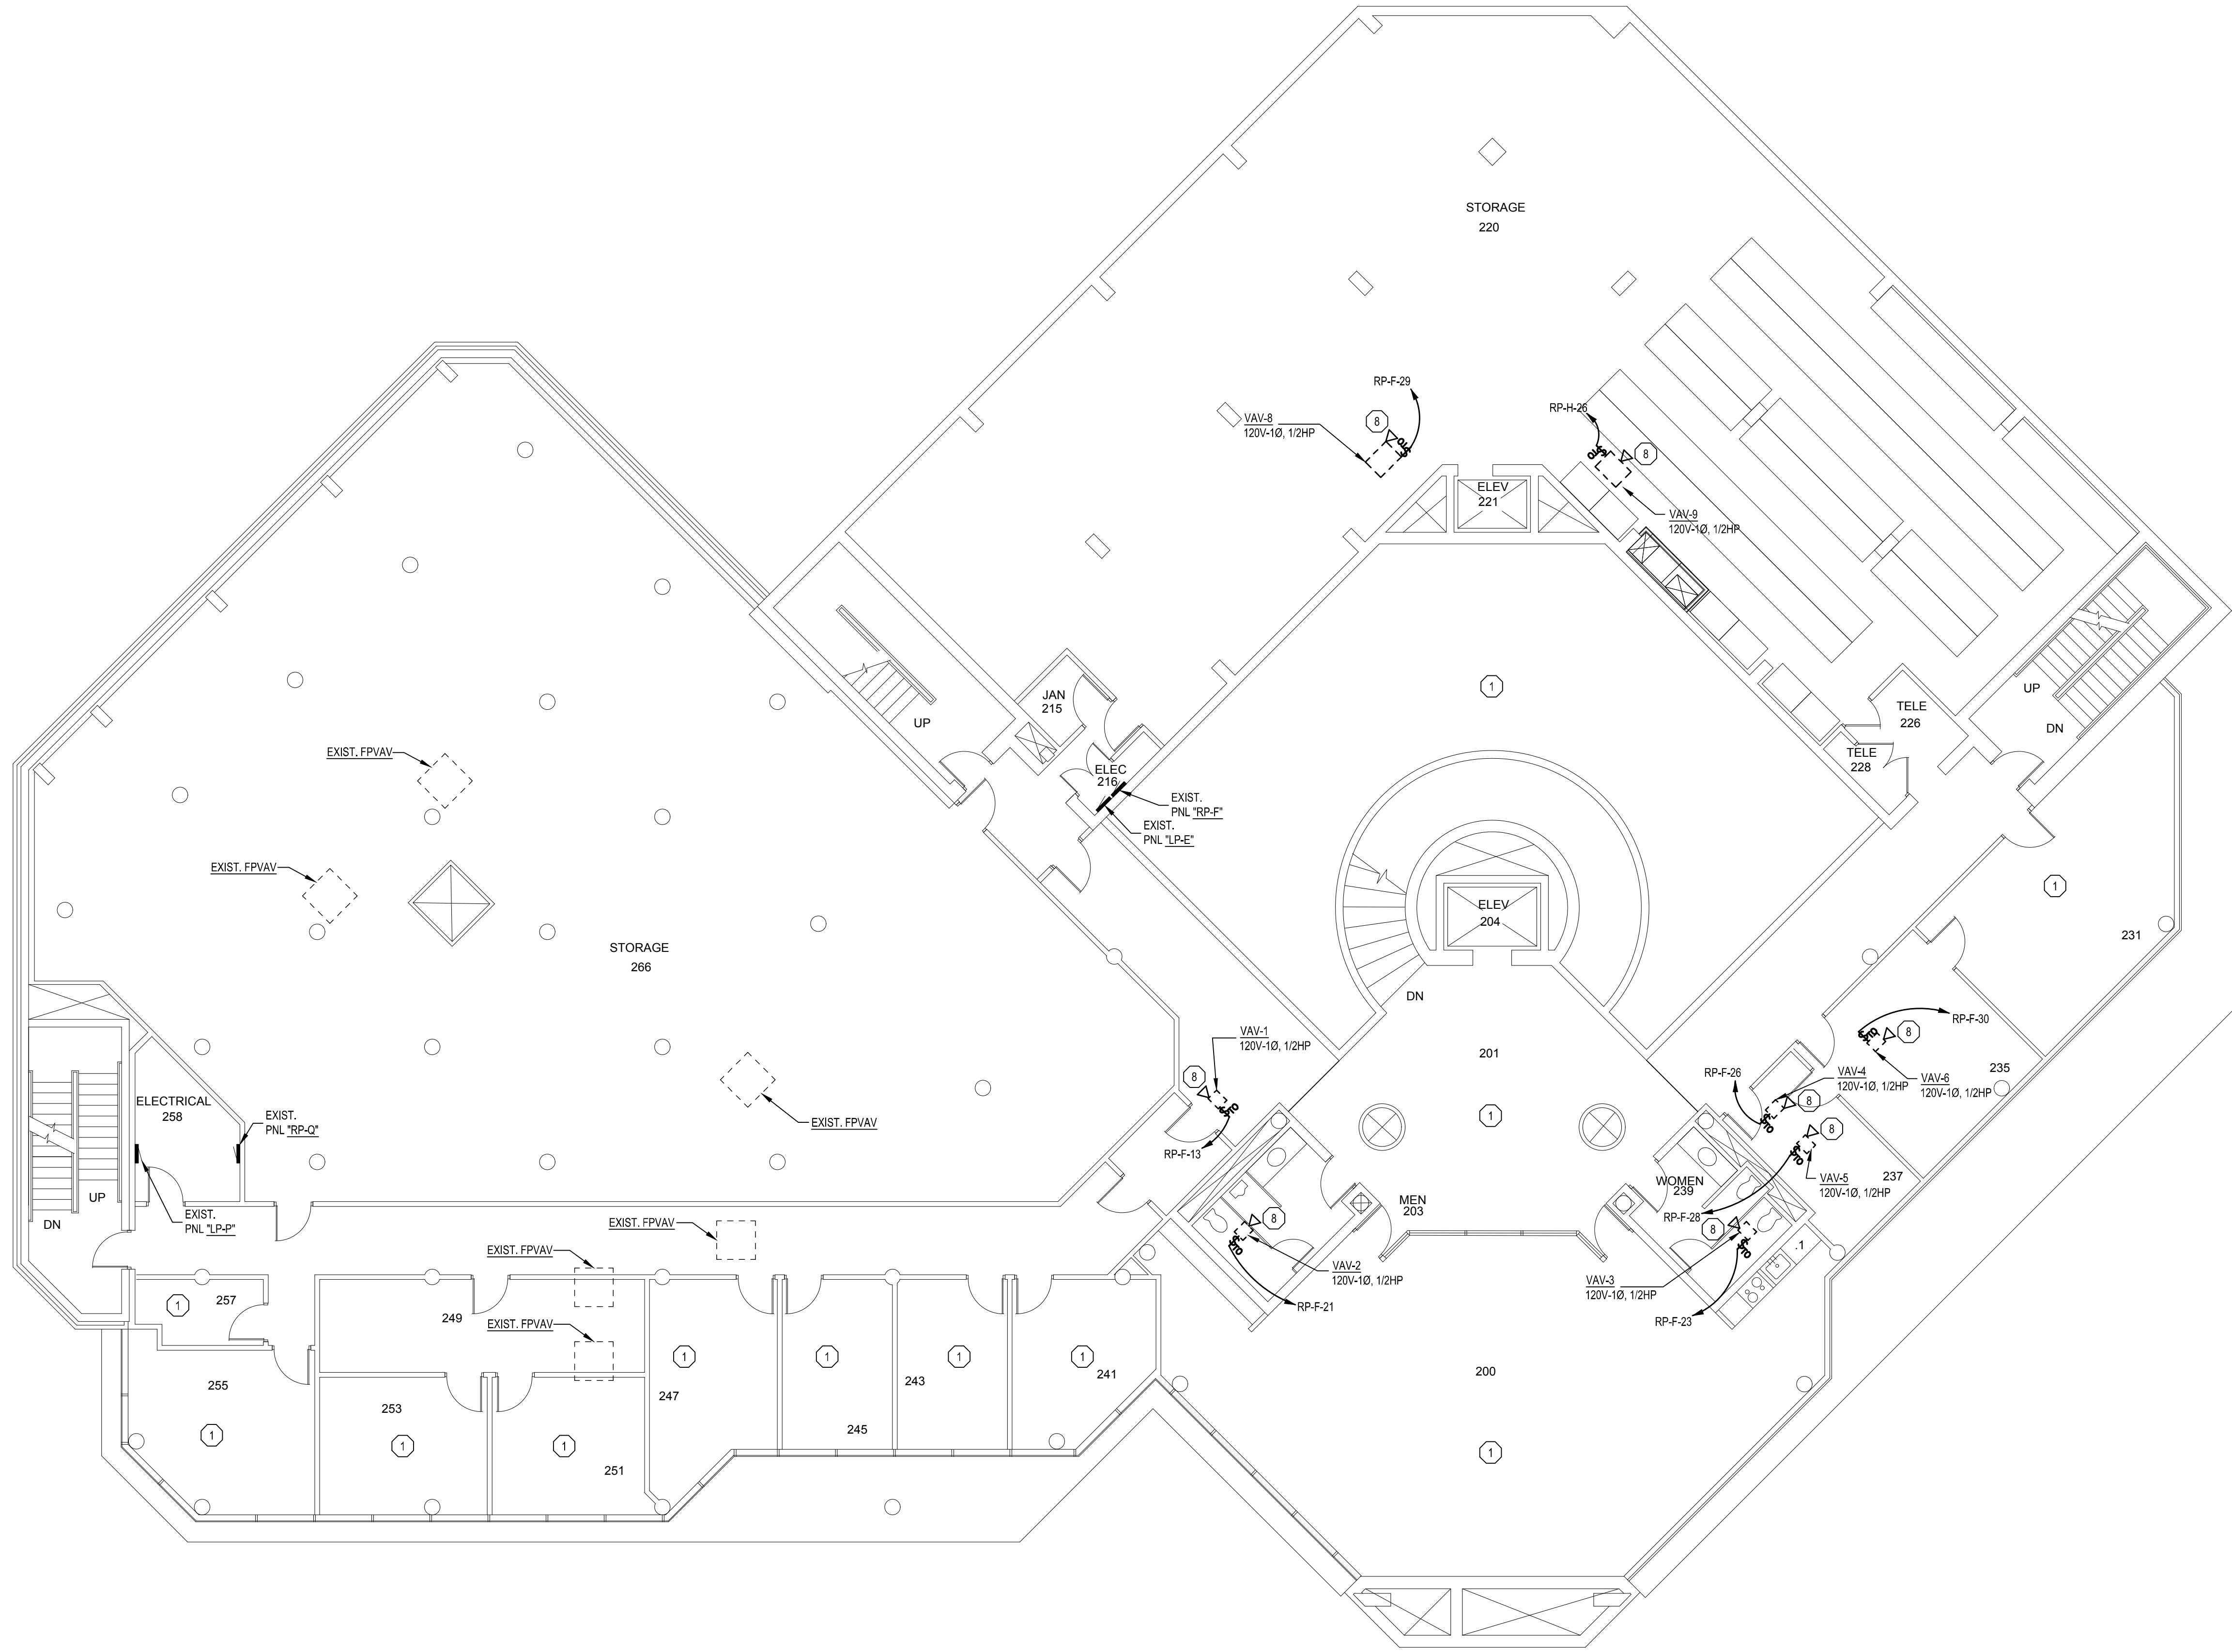 STORAGE
220
RP-F-29
VAV-8
120V-1Ø, 1/2HP
8
RP-H-26
8
VAV-9
120V-1Ø, 1/2HP
ELEV
221
1
JAN
215
UP
ELEC
216
EXIST.
PNL "RP-F"
EXIST.
PNL "LP-E"
TELE
226
TELE
228
UP
DN
1
231
EXIST. FPVAV
EXIST. FPVAV
STORAGE
266
EXIST. FPVAV
ELEV
204
DN
201
1
VAV-1
120V-1Ø, 1/2HP
8
STO
RP-F-13
RP-F-30
8
STO
VAV-6
120V-1Ø, 1/2HP
235
RP-F-26
VAV-4
120V-1Ø, 1/2HP
8
STO
8
STO
VAV-5
120V-1Ø, 1/2HP
237
ELECTRICAL
258
EXIST.
PNL "RP-Q"
EXIST.
PNL "LP-P"
UP
DN
MEN
203
WOMEN
239
RP-F-28
8
STO
VAV-2
120V-1Ø, 1/2HP
RP-F-21
8
STO
VAV-3
120V-1Ø, 1/2HP
RP-F-23
.1
EXIST. FPVAV
EXIST. FPVAV
EXIST. FPVAV
1
257
249
255
1
253
1
1
251
1
247
1
245
243
1
1
241
200
1